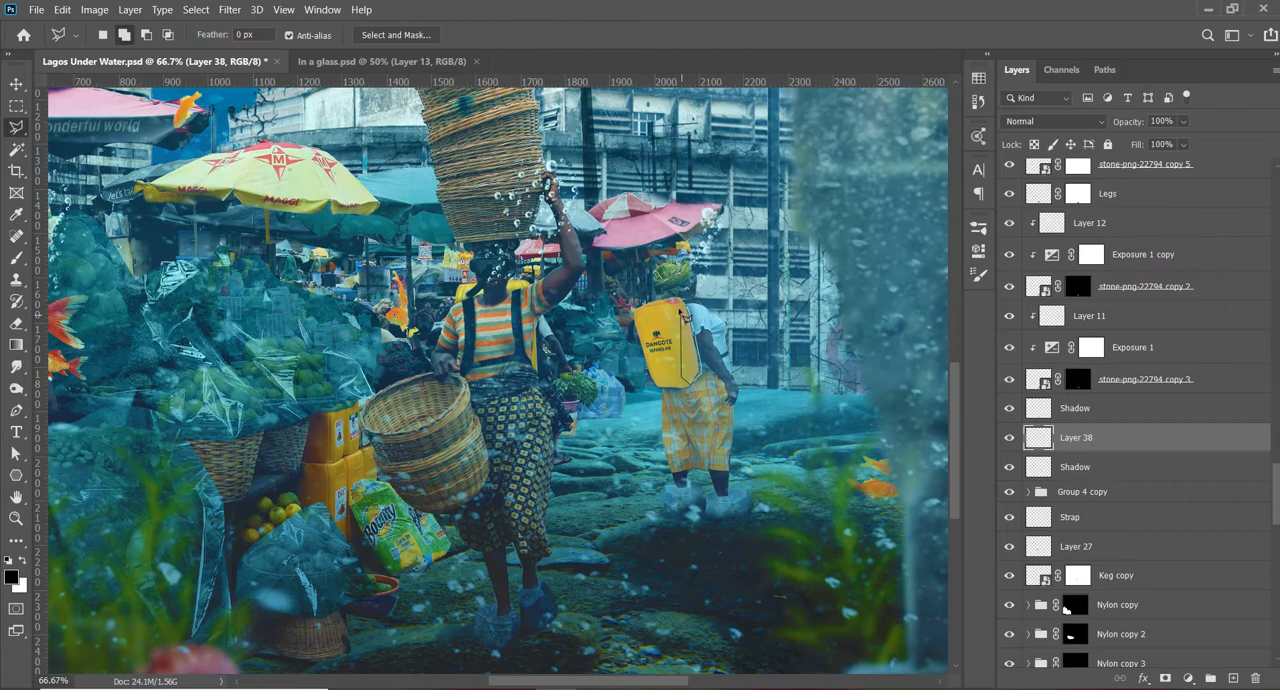 Ps File Edit Image Layer Type Select Filter 3D View Window Help
Feather: 0 px Anti-alias Select and Mask...
Lagos Under Water.psd @ 66.7% (Layer 38, RGB/8) * × In a glass.psd @ 50% (Layer 13, RGB/8) ×
700 800 900 1000 1100 1200 1300 1400 1500 1600 1700 1800 1900 2000 2100 2200 2300 2400 2500 2600
Layers Channels Paths
Kind
Normal Opacity: 100%
Lock: Fill: 100%
stone-png-22794 copy 5
Legs
Layer 12
Exposure 1 copy
stone-png-22794 copy 2
Layer 11
Exposure 1
stone-png-22794 copy 3
Shadow
Layer 38
Shadow
Group 4 copy
Strap
Layer 27
Keg copy
Nylon copy
Nylon copy 2
Nylon copy 3
onderful world
let's
M
MAGGI
MAGGI
DANGOTE
66.67% Doc: 24.1M/1.56G